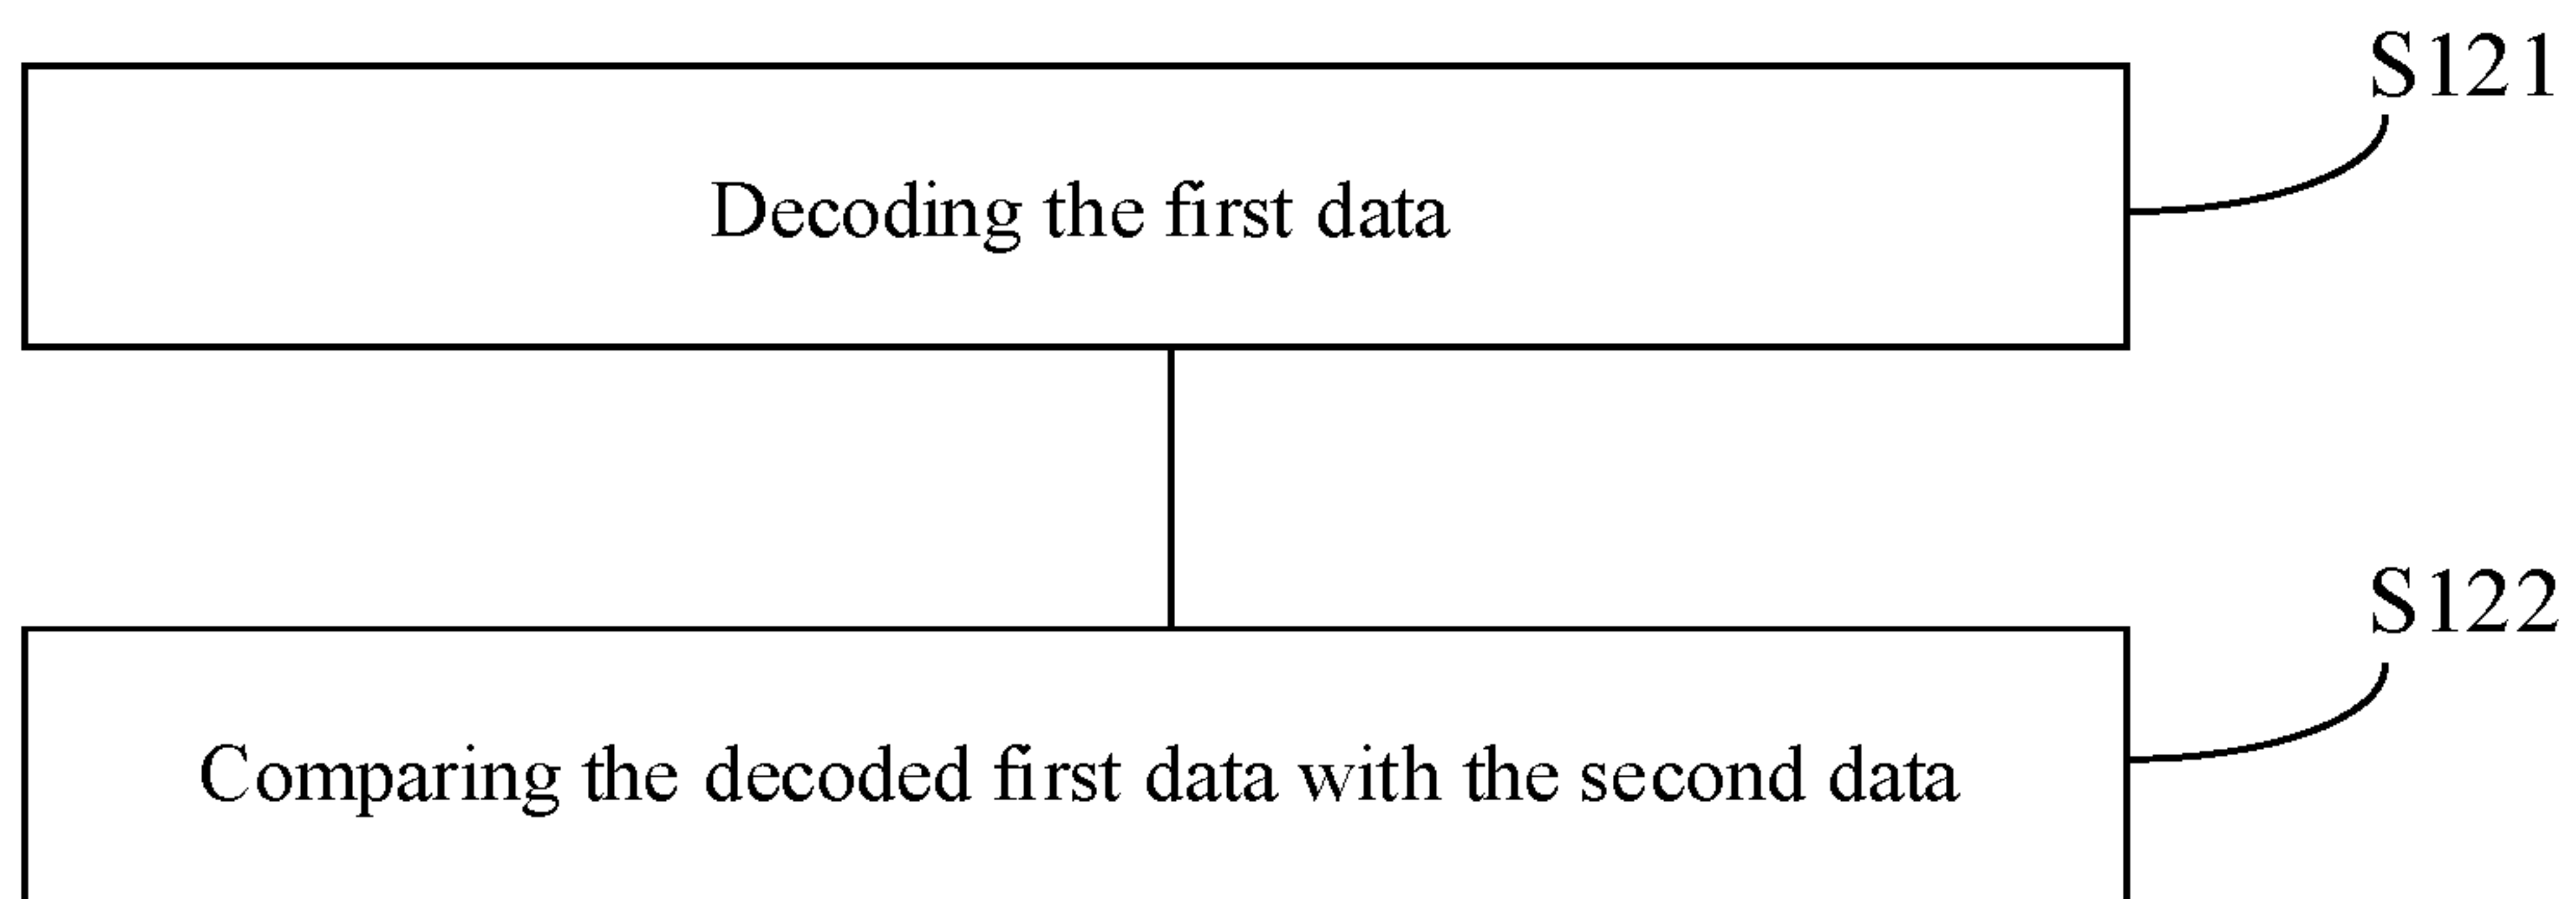 S121
Decoding the first data
S122
Comparing the decoded first data with the second data